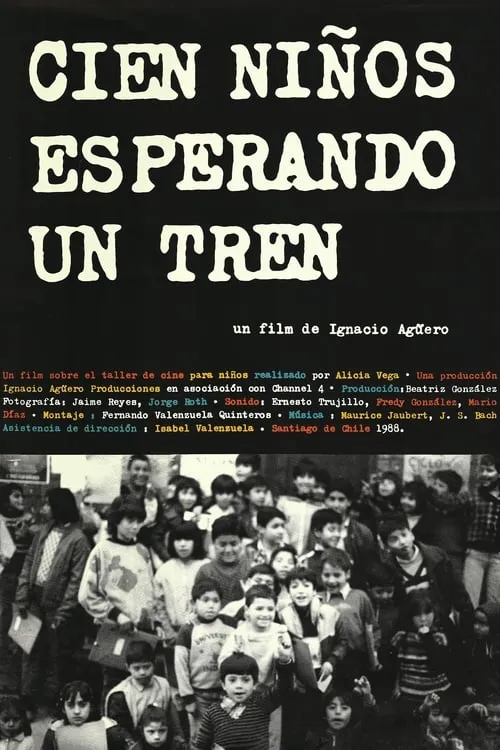 CIEN NIÑOS
ESPERANDO
UN TREN
un film de Ignacio Agüero
Un film sobre el taller de cine para niños realizado por Alicia Vega • Una producción
Ignacio Agüero Producciones en asociación con Channel 4 • Producción:Beatriz González
Fotografía: Jaime Reyes, Jorge Roth • Sonido: Ernesto Trujillo, Fredy González, Mario
Díaz • Montaje : Fernando Valenzuela Quinteros • Música : Maurice Jaubert, J. S. Bach
Asistencia de dirección : Isabel Valenzuela • Santiago de Chile 1988.